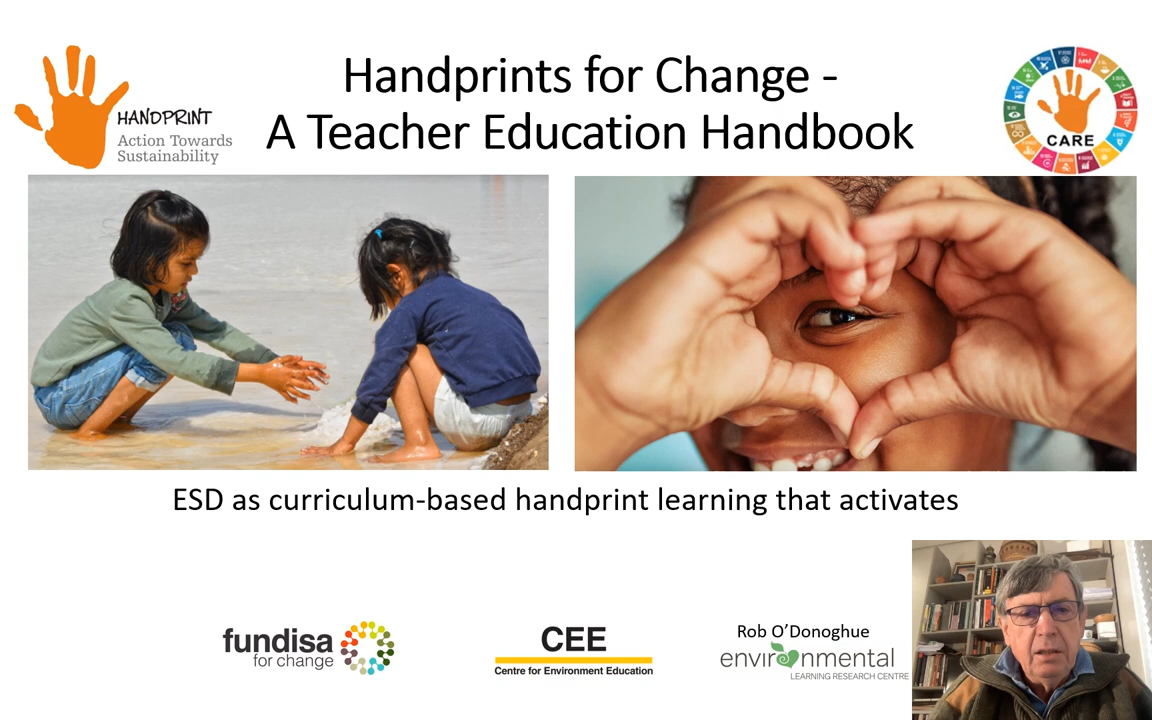 Handprints for Change -
A Teacher Education Handbook
HANDPRINT
Action Towards
Sustainability
CARE
ESD as curriculum-based handprint learning that activates
fundisa
for change
CEE
Centre for Environment Education
Rob O’Donoghue
environmental
LEARNING RESEARCH CENTRE